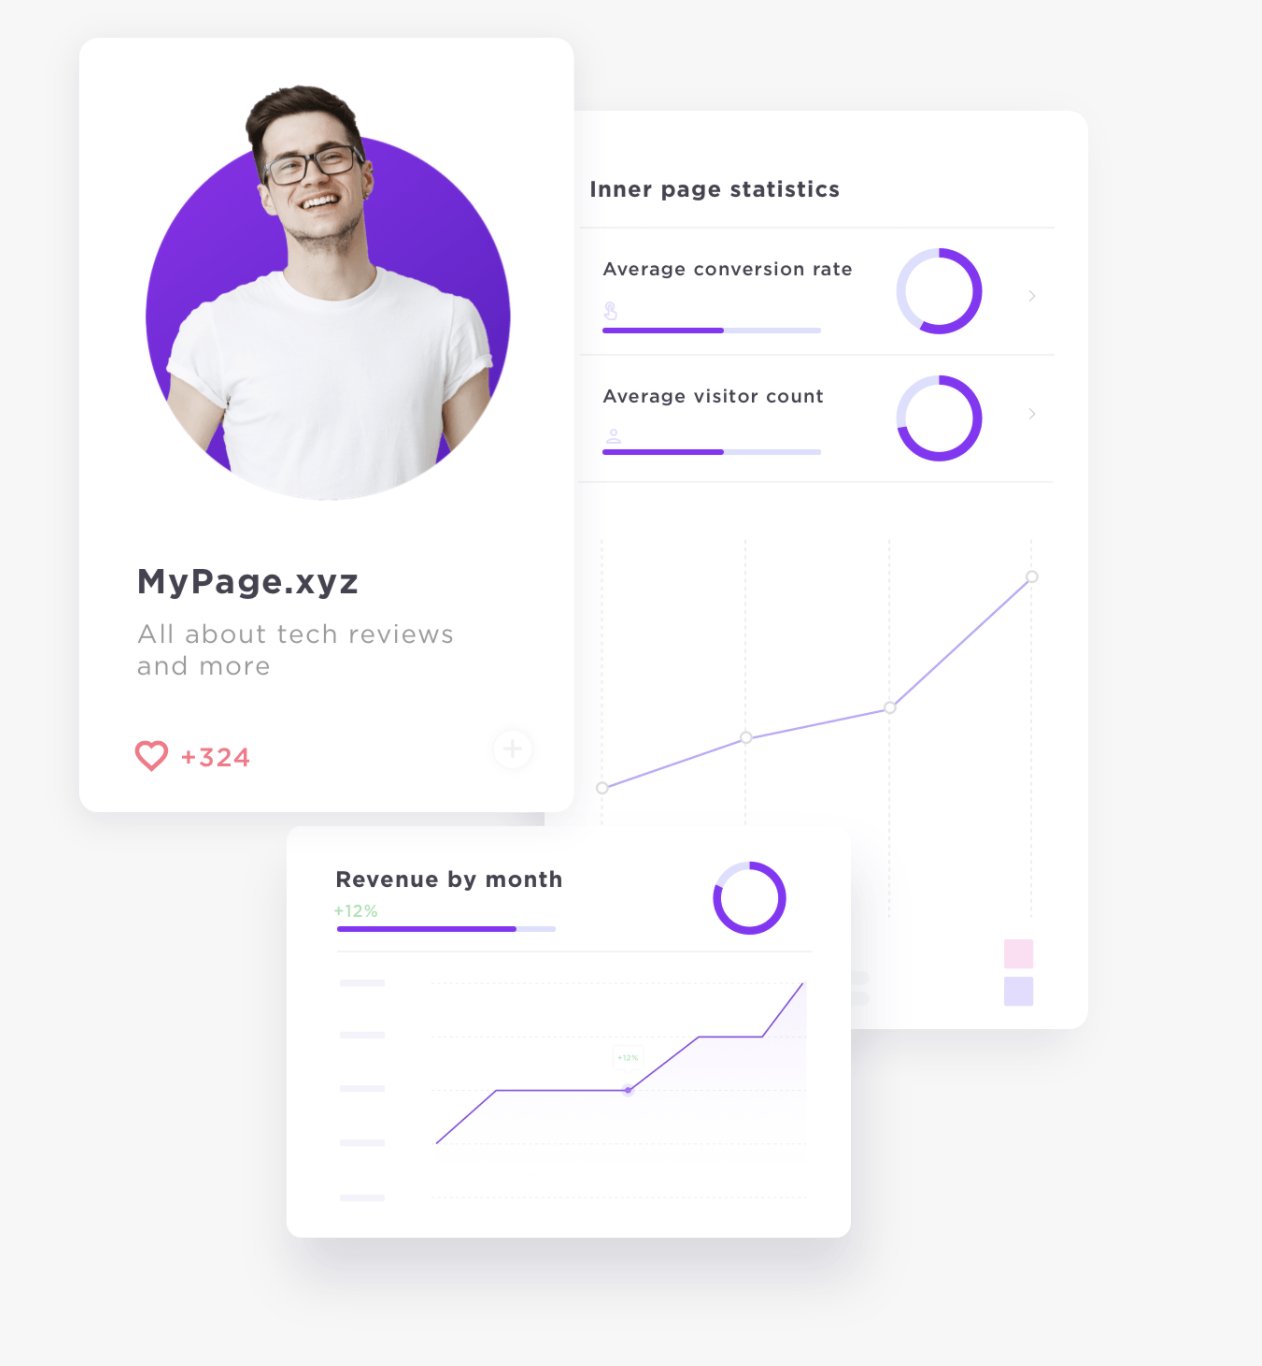 Inner page statistics
Average conversion rate
Average visitor count
MyPage.xyz
All about tech reviews
and more
+324
Revenue by month
+12%
+12%